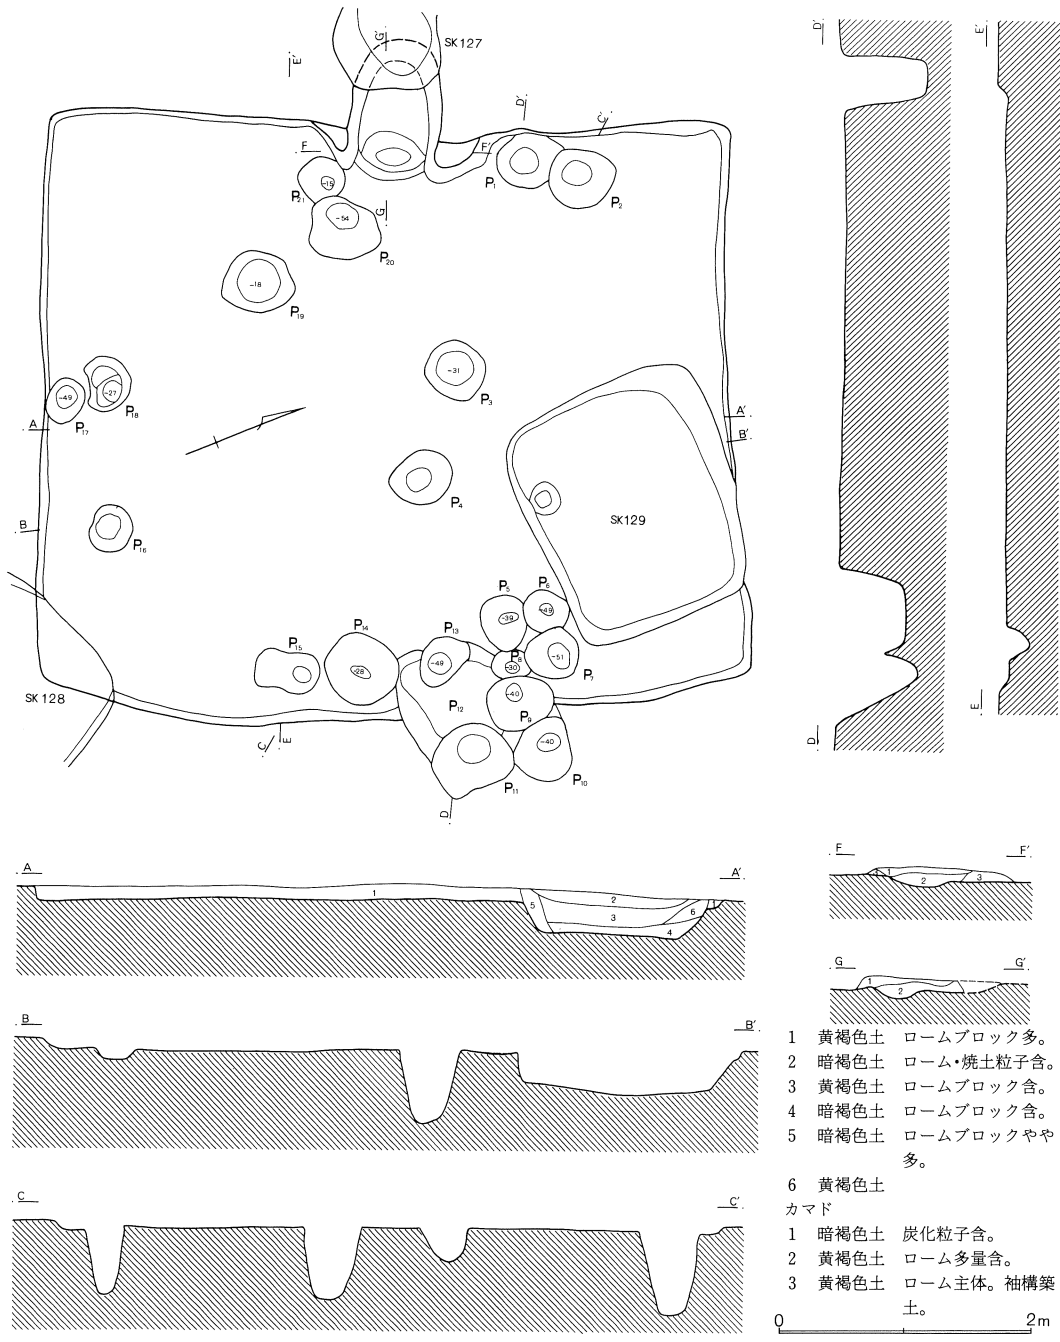 SK127
G'
E'
D'
C'
F
F'
P1
P2
-15
P21
-54
G
P20
-18
P19
-31
P3
-49
-27
P18
P17
A
A'
B'
P4
B
P16
SK129
P5
P6
-39
-49
P13
P14
P15
-49
P8
-30
-51
P7
-28
-40
SK128
P12
P9
-40
P10
P11
C
E
D
D'
E'
D
E
A
A'
1
2
3
4
5
6
B
B'
C
C'
F
F'
1
2
3
G
G'
1
2
1 黄褐色土 ロームブロック多。
2 暗褐色土 ローム・焼土粒子含。
3 黄褐色土 ロームブロック含。
4 暗褐色土 ロームブロック含。
5 暗褐色土 ロームブロックやや
多。
6 黄褐色土
カマド
1 暗褐色土 炭化粒子含。
2 黄褐色土 ローム多量含。
3 黄褐色土 ローム主体。袖構築
土。
0 2m